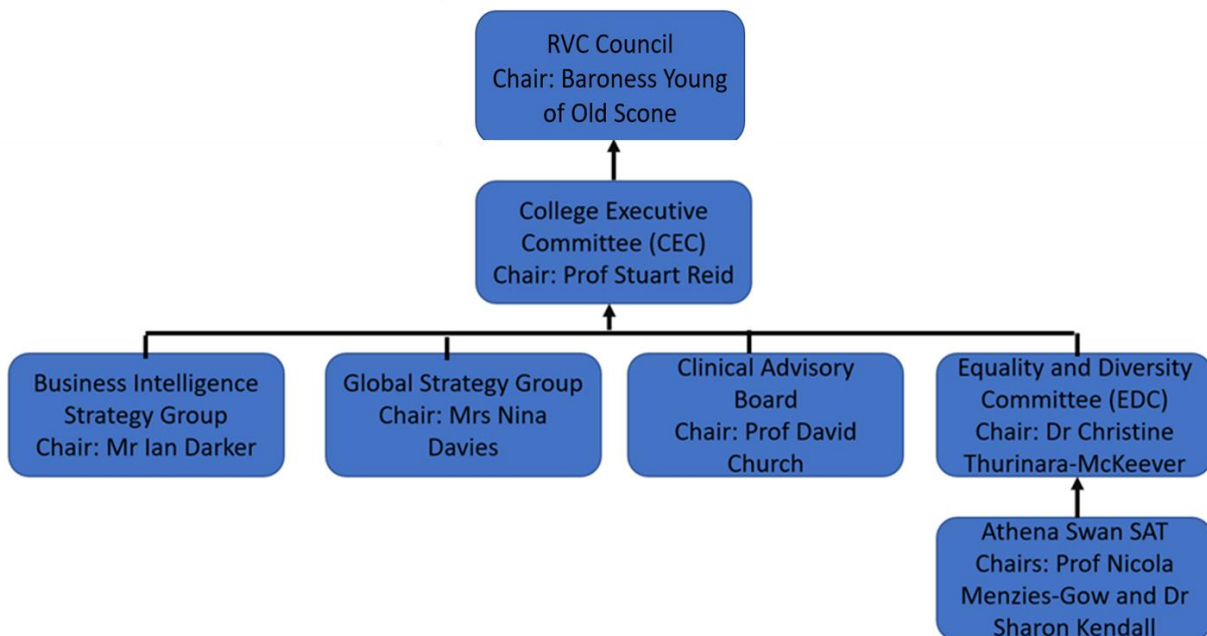 RVC Council
Chair: Baroness Young
of Old Scone
College Executive
Committee (CEC)
Chair: Prof Stuart Reid
Business Intelligence
Strategy Group
Chair: Mr Ian Darker
Global Strategy Group
Chair: Mrs Nina
Davies
Clinical Advisory
Board
Chair: Prof David
Church
Equality and Diversity
Committee (EDC)
Chair: Dr Christine
Thurinara-McKeever
Athena Swan SAT
Chairs: Prof Nicola
Menzies-Gow and Dr
Sharon Kendall